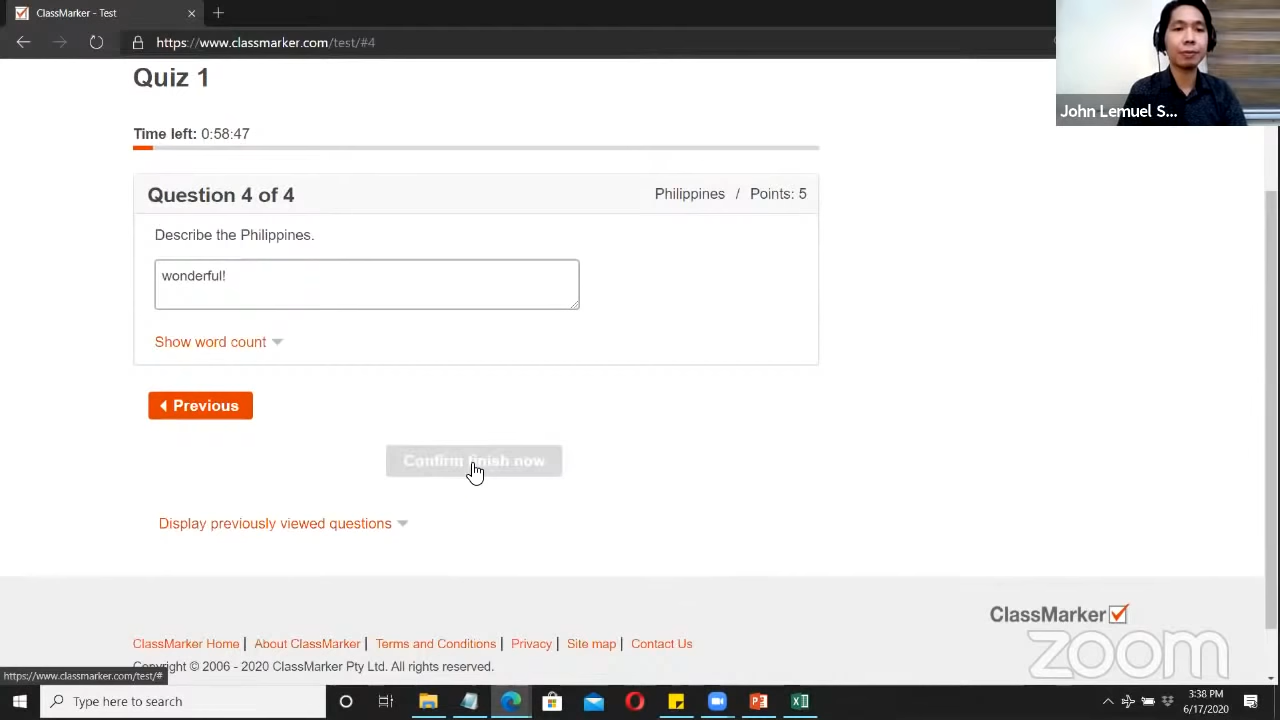 ClassMarker - Test
https://www.classmarker.com/test/#4
John Lemuel S...
Quiz 1
Time left: 0:58:47
Question 4 of 4
Philippines / Points: 5
Describe the Philippines.
wonderful!
Show word count
Previous
Confirm finish now
Display previously viewed questions
ClassMarker
ClassMarker Home | About ClassMarker | Terms and Conditions | Privacy | Site map | Contact Us
zoom
Copyright © 2006 - 2020 ClassMarker Pty Ltd. All rights reserved.
https://www.classmarker.com/test/#
Type here to search
3:38 PM
6/17/2020